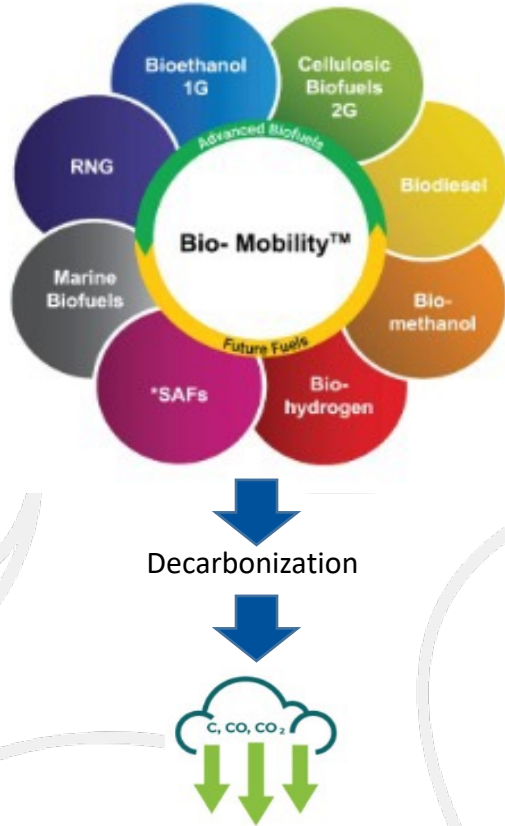 Bioethanol
1G
Cellulosic
Biofuels
2G
RNG
Advanced Biofuels
Biodiesel
Bio- Mobility™
Marine
Biofuels
Bio-
methanol
Future Fuels
*SAFs
Bio-
hydrogen
Decarbonization
C, CO, CO₂